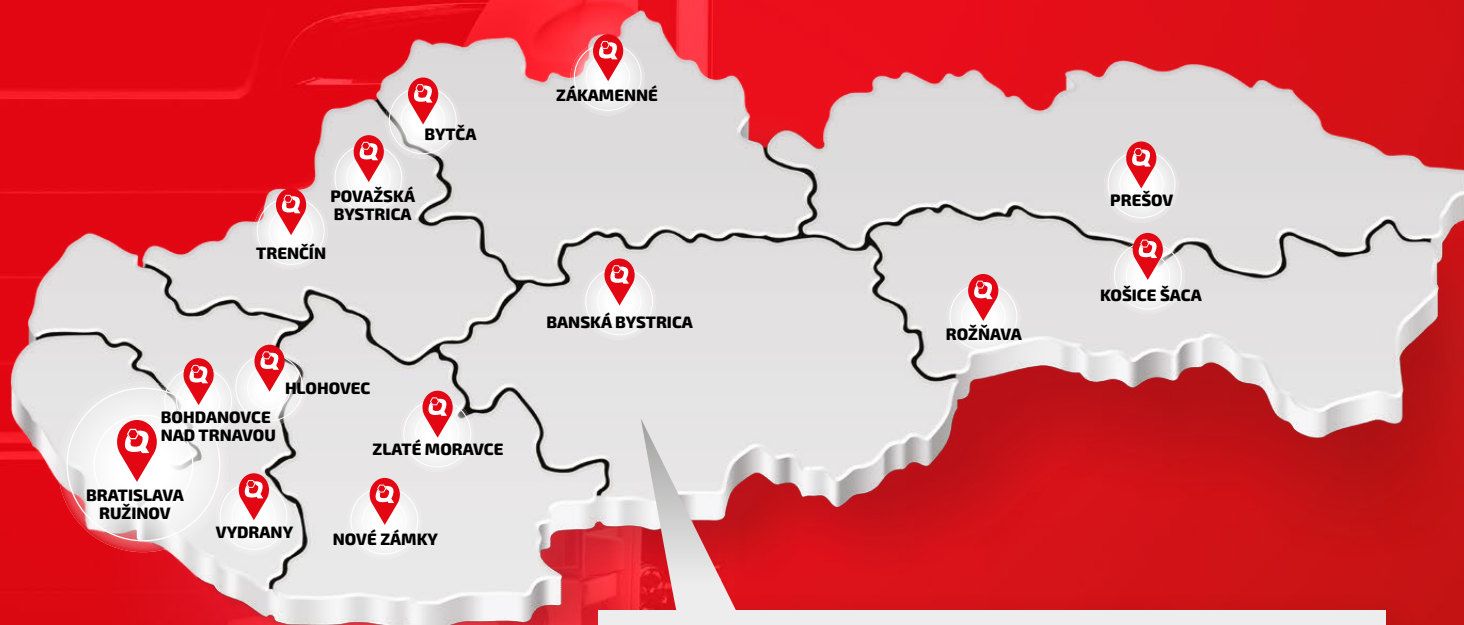 ZÁKAMENNÉ
BYTČA
POVAŽSKÁ
BYSTRICA
PREŠOV
TRENČÍN
KOŠICE ŠACA
BANSKÁ BYSTRICA
ROŽŇAVA
HLOHOVEC
BOHDANOVCE
NAD TRNAVOU
ZLATÉ MORAVCE
BRATISLAVA
RUŽINOV
VYDRANY
NOVÉ ZÁMKY